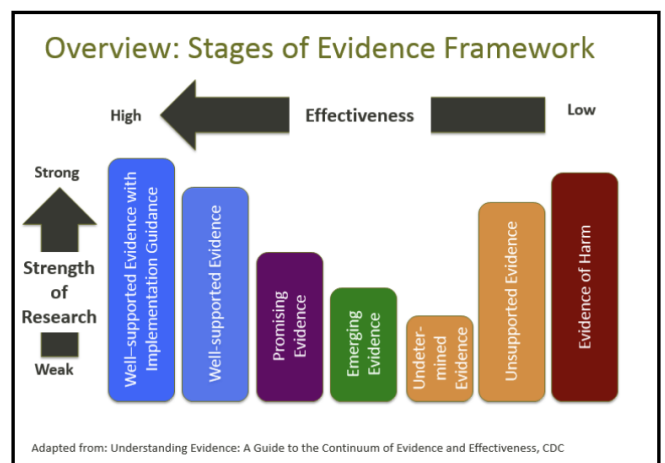 Overview: Stages of Evidence Framework
High
Effectiveness
Low
Strong
Strength
of
Research
Weak
Well–supported Evidence with
Implementation Guidance
Well-supported Evidence
Promising
Evidence
Emerging
Evidence
Undeter-
mined
Evidence
Unsupported Evidence
Evidence of Harm
Adapted from: Understanding Evidence: A Guide to the Continuum of Evidence and Effectiveness, CDC